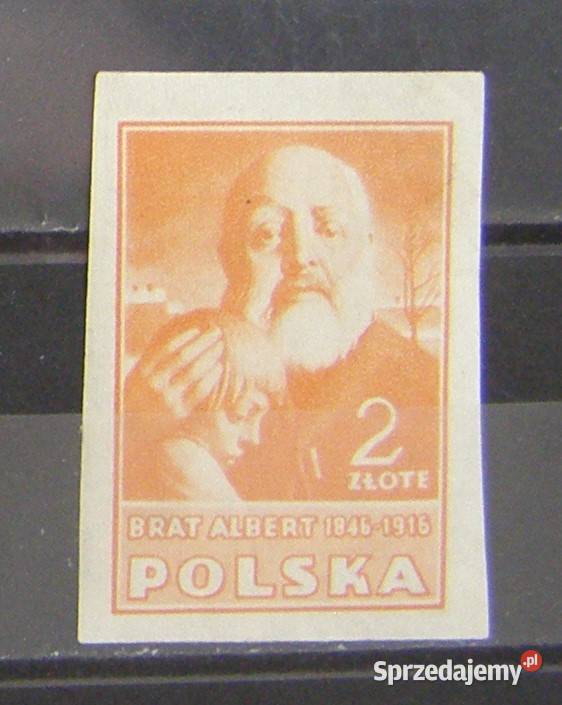 2
ZŁOTE
BRAT ALBERT 1846-1916
POLSKA
Sprzedajemy.pl